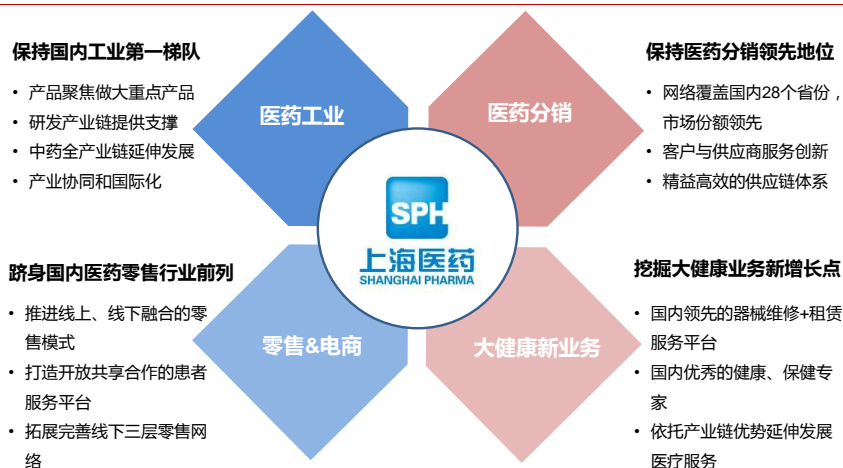 保持国内工业第一梯队
• 产品聚焦做大重点产品
• 研发产业链提供支撑
• 中药全产业链延伸发展
• 产业协同和国际化
医药工业
医药分销
保持医药分销领先地位
• 网络覆盖国内28个省份，
市场份额领先
• 客户与供应商服务创新
• 精益高效的供应链体系
SPH
上海医药
SHANGHAI PHARMA
跻身国内医药零售行业前列
• 推进线上、线下融合的零
售模式
• 打造开放共享合作的患者
服务平台
• 拓展完善线下三层零售网
络
零售&电商
大健康新业务
挖掘大健康业务新增长点
• 国内领先的器械维修+租赁
服务平台
• 国内优秀的健康、保健专
家
• 依托产业链优势延伸发展
医疗服务